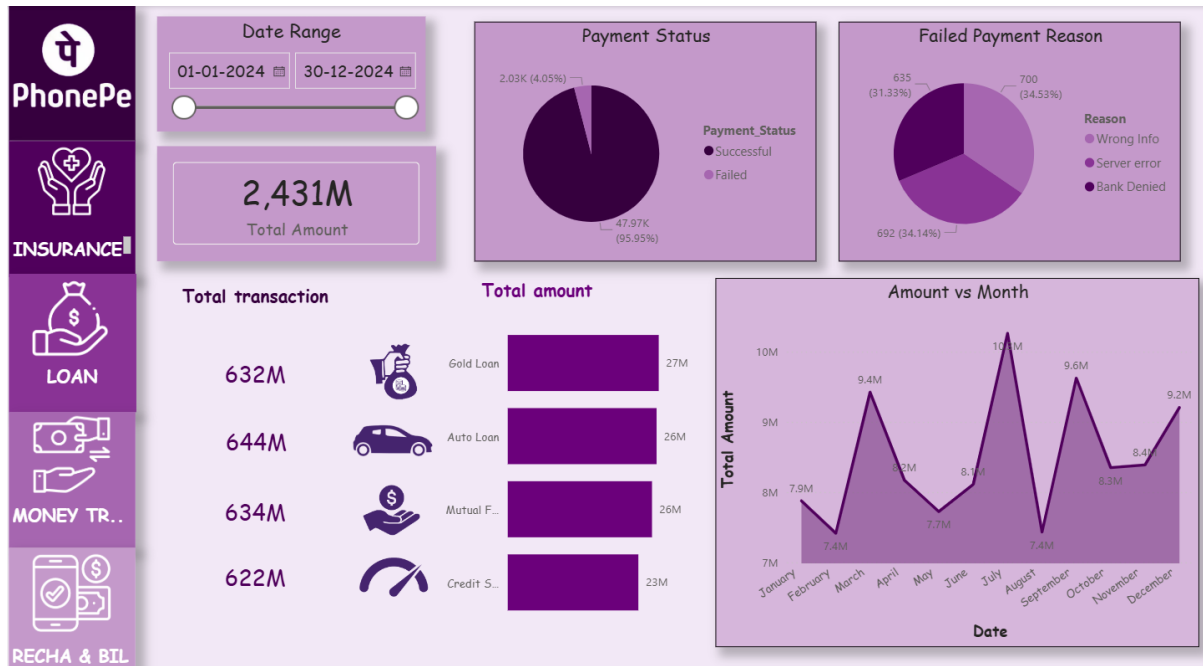 पे
PhonePe
INSURANCE
LOAN
MONEY TR..
RECHA & BIL
Date Range
01-01-2024
30-12-2024
2,431M
Total Amount
Payment Status
2.03K (4.05%)
47.97K
(95.95%)
Payment_Status
Successful
Failed
Failed Payment Reason
635
(31.33%)
700
(34.53%)
692 (34.14%)
Reason
Wrong Info
Server error
Bank Denied
Total transaction
632M
644M
634M
622M
Total amount
Gold Loan
27M
Auto Loan
26M
Mutual F...
26M
Credit S...
23M
Amount vs Month
Total Amount
10M
9M
8M
7M
7.9M
7.4M
9.4M
8.2M
7.7M
8.1M
7.4M
9.6M
8.3M
8.4M
9.2M
January
February
March
April
May
June
July
August
September
October
November
December
Date